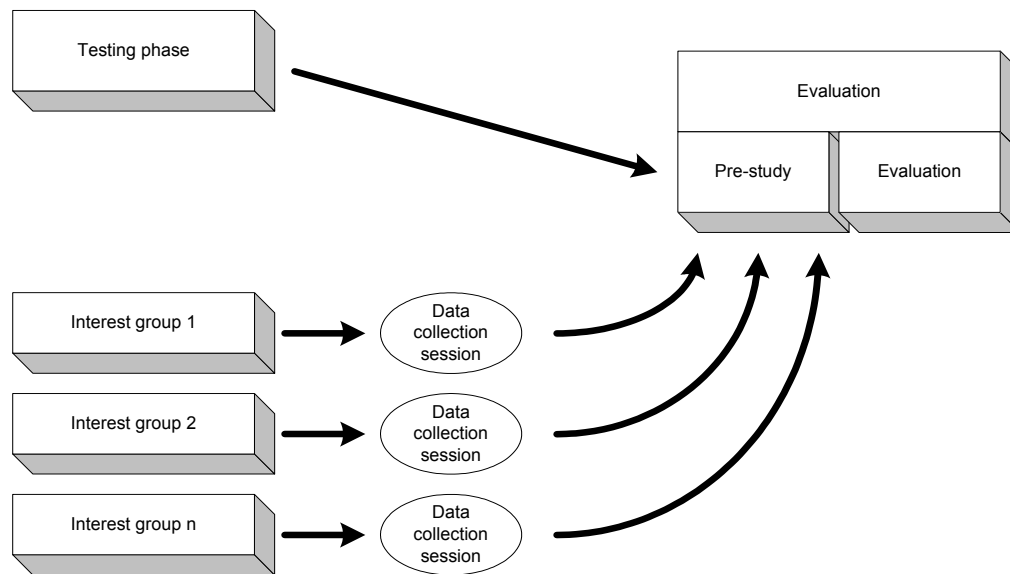 Testing phase
Evaluation
Pre-study
Evaluation
Interest group 1
Data
collection
session
Interest group 2
Data
collection
session
Interest group n
Data
collection
session